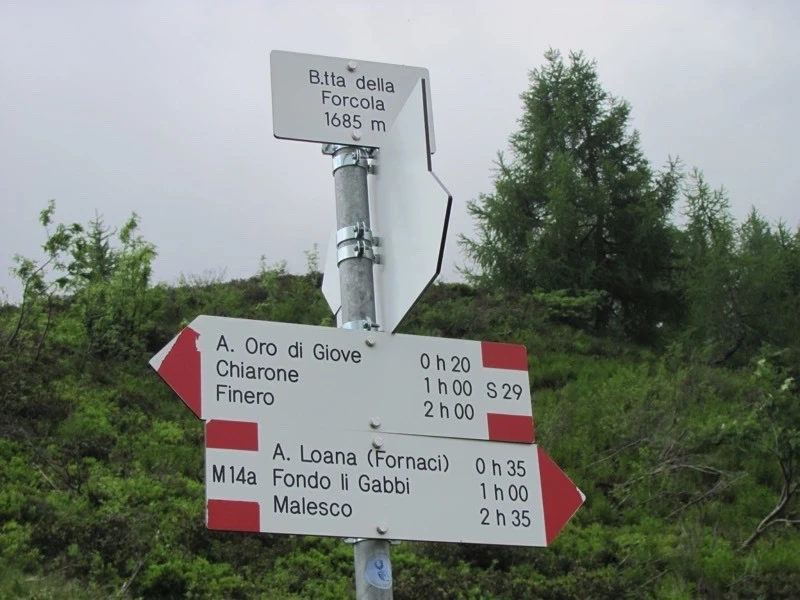 B.tta della
Forcola
1685 m
A. Oro di Giove 0 h 20
Chiarone 1 h 00 S 29
Finero 2 h 00
A. Loana (Fornaci) 0 h 35
M14a Fondo li Gabbi 1 h 00
Malesco 2 h 35